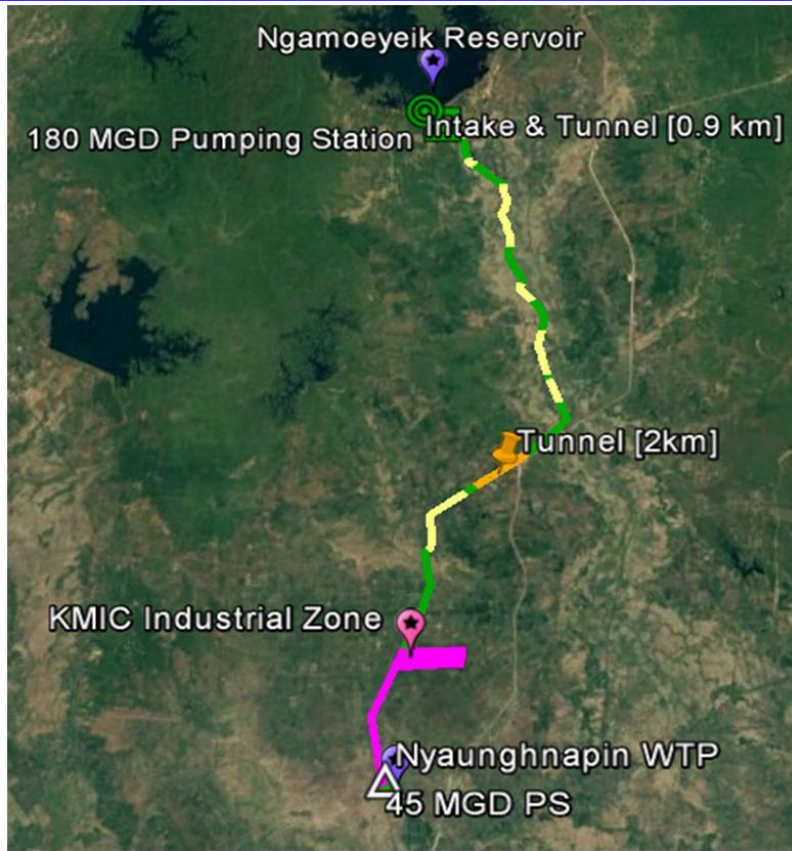 Ngamoeyeik Reservoir
Intake & Tunnel [0.9 km]
180 MGD Pumping Station
Tunnel [2km]
KMIC Industrial Zone
Nyaunghnapin WTP
45 MGD PS